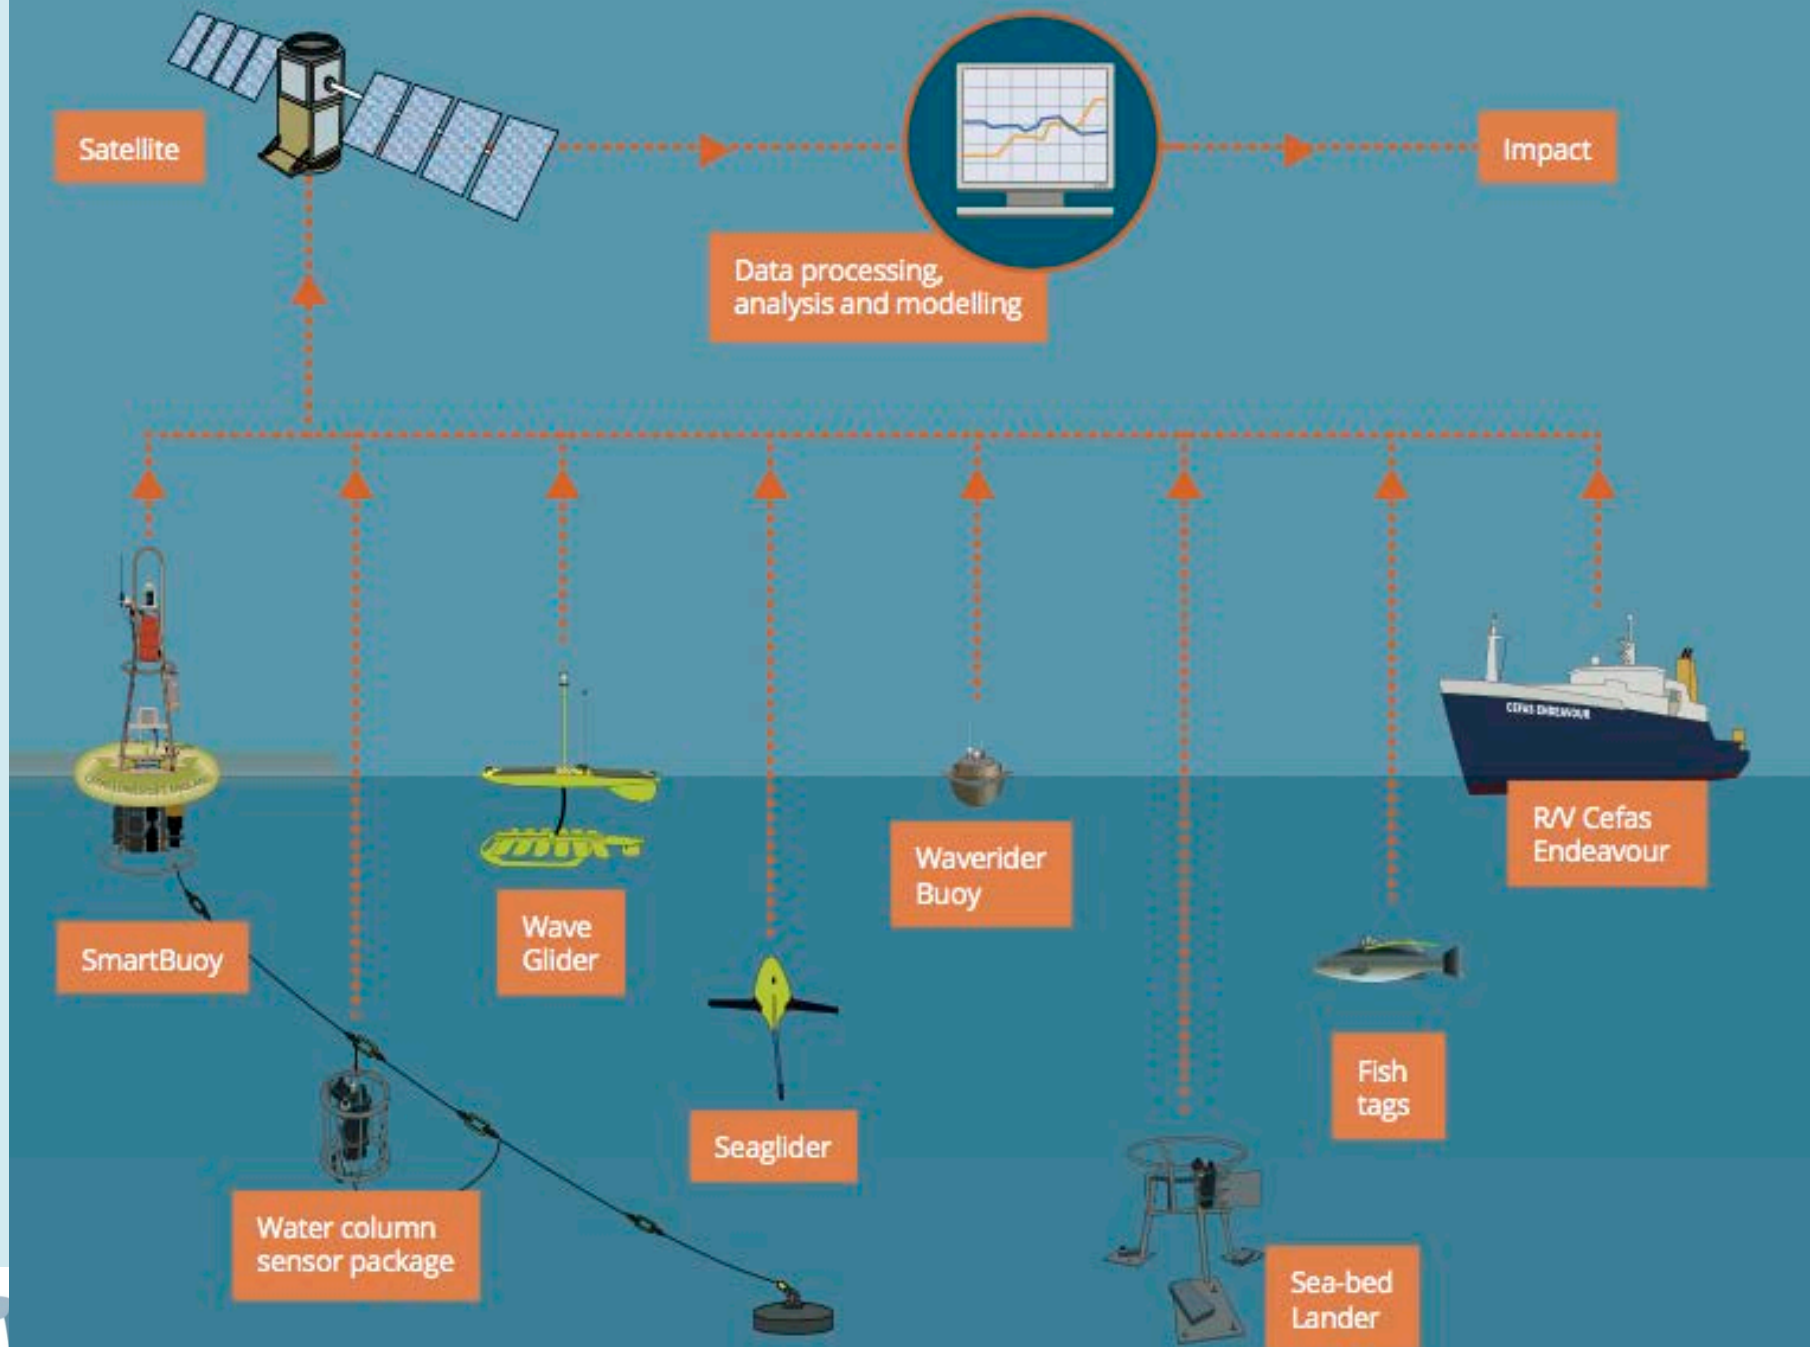 Satellite
Impact
Data processing,
analysis and modelling
CEFAS ENDEAVOUR
R/V Cefas
Endeavour
Waverider
Buoy
Wave
Glider
SmartBuoy
Fish
tags
Seaglider
Water column
sensor package
Sea-bed
Lander